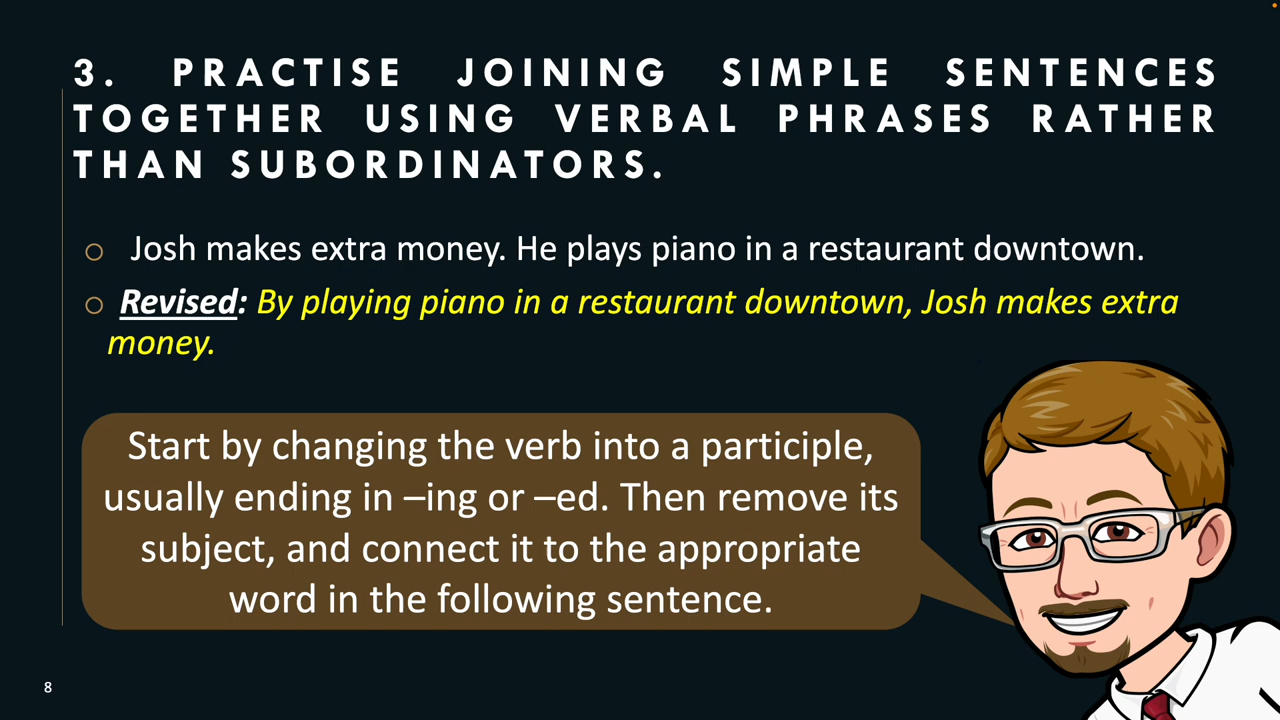 3. PRACTISE JOINING SIMPLE SENTENCES
TOGETHER USING VERBAL PHRASES RATHER
THAN SUBORDINATORS.
Josh makes extra money. He plays piano in a restaurant downtown.
Revised: By playing piano in a restaurant downtown, Josh makes extra
money.
Start by changing the verb into a participle,
usually ending in –ing or –ed. Then remove its
subject, and connect it to the appropriate
word in the following sentence.
8